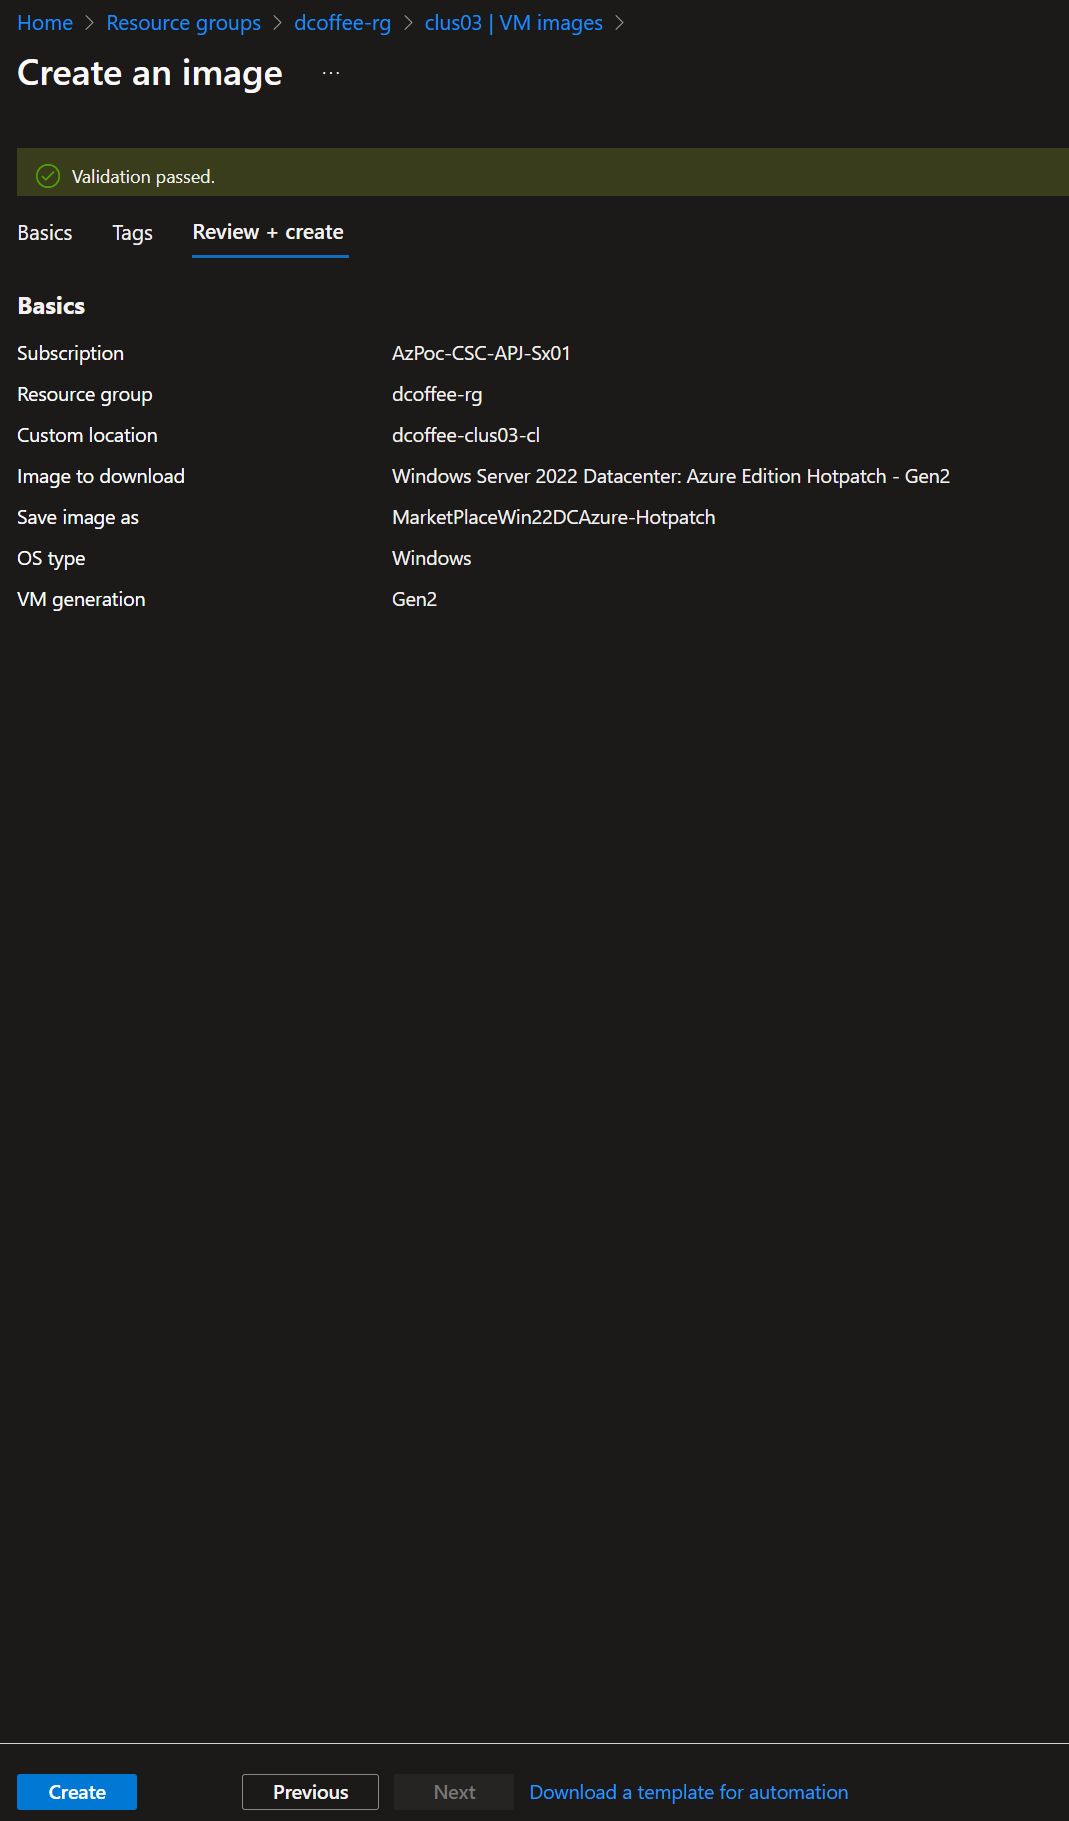 Home > Resource groups > dcoffee-rg > clus03 | VM images >
Create an image ...
Validation passed.
Basics Tags Review + create
Basics
Subscription AzPoc-CSC-APJ-Sx01
Resource group dcoffee-rg
Custom location dcoffee-clus03-cl
Image to download Windows Server 2022 Datacenter: Azure Edition Hotpatch - Gen2
Save image as MarketPlaceWin22DCAzure-Hotpatch
OS type Windows
VM generation Gen2
Create Previous Next Download a template for automation